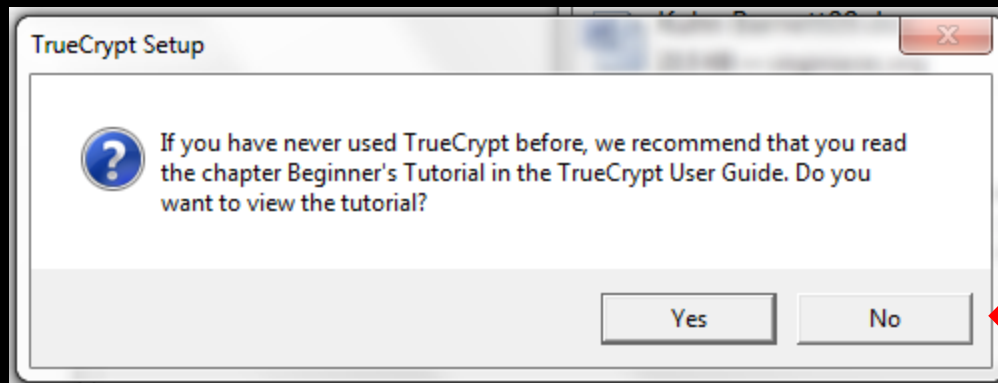 TrueCrypt Setup
If you have never used TrueCrypt before, we recommend that you read
the chapter Beginner's Tutorial in the TrueCrypt User Guide. Do you
want to view the tutorial?
Yes
No